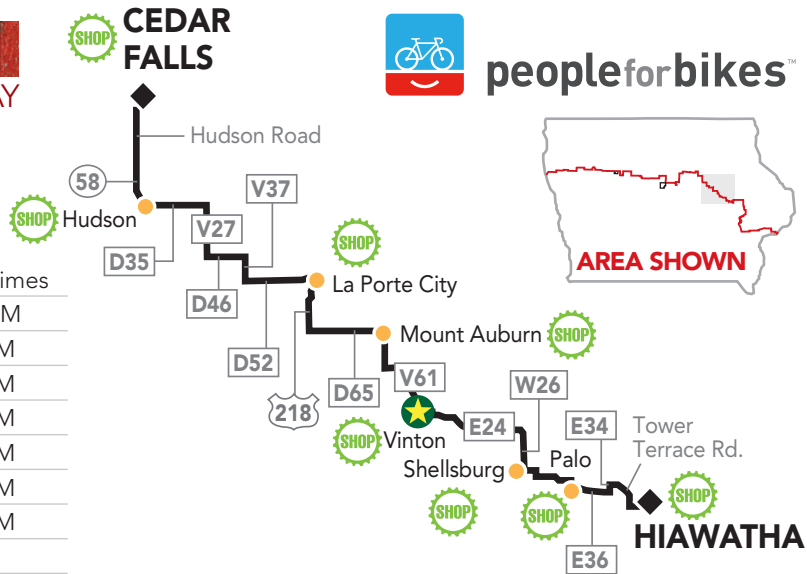 CEDAR
FALLS
SHOP
AY
peopleforbikes™
Hudson Road
58
V37
SHOP
Hudson
V27
SHOP
D35
AREA SHOWN
imes
D46
La Porte City
M
Mount Auburn
SHOP
M
D52
V61
W26
M
218
D65
E24
E34
Tower
Terrace Rd.
M
SHOP
Vinton
Palo
M
Shellsburg
M
SHOP
SHOP
SHOP
M
HIAWATHA
E36